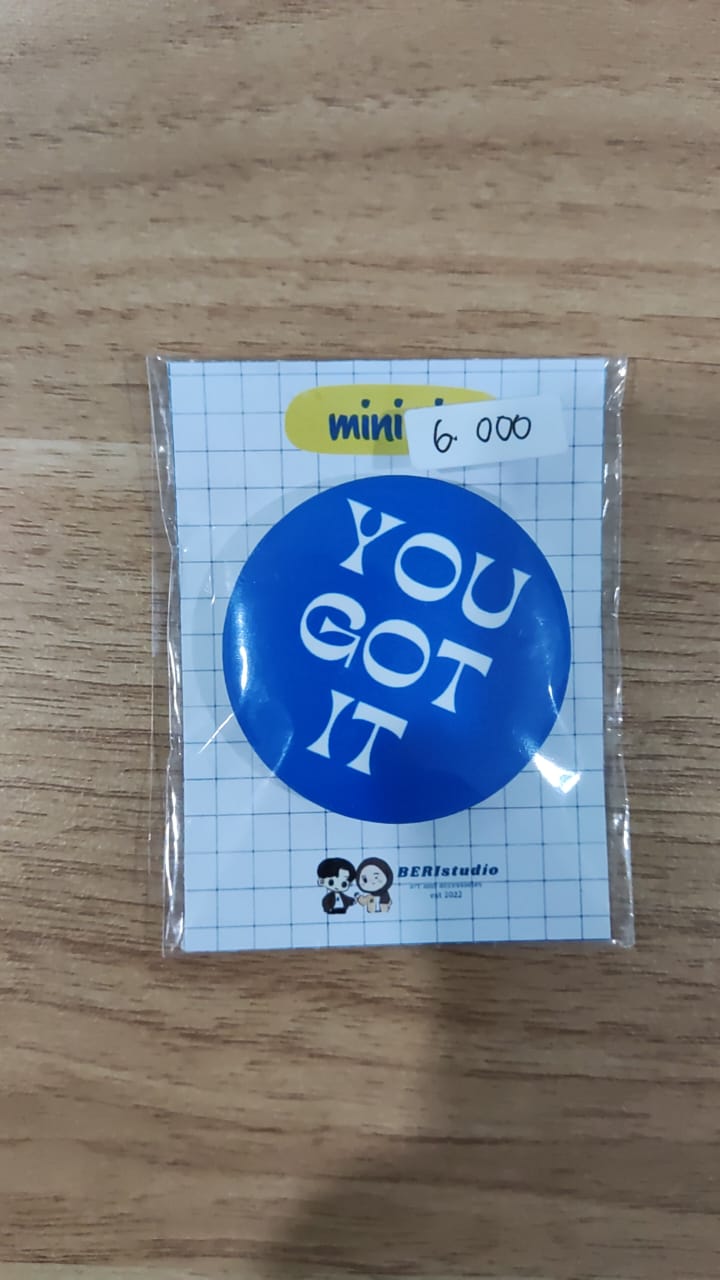 mini
6.000
YOU
GOT
IT
BERIstudio
art and accessories
est 2022